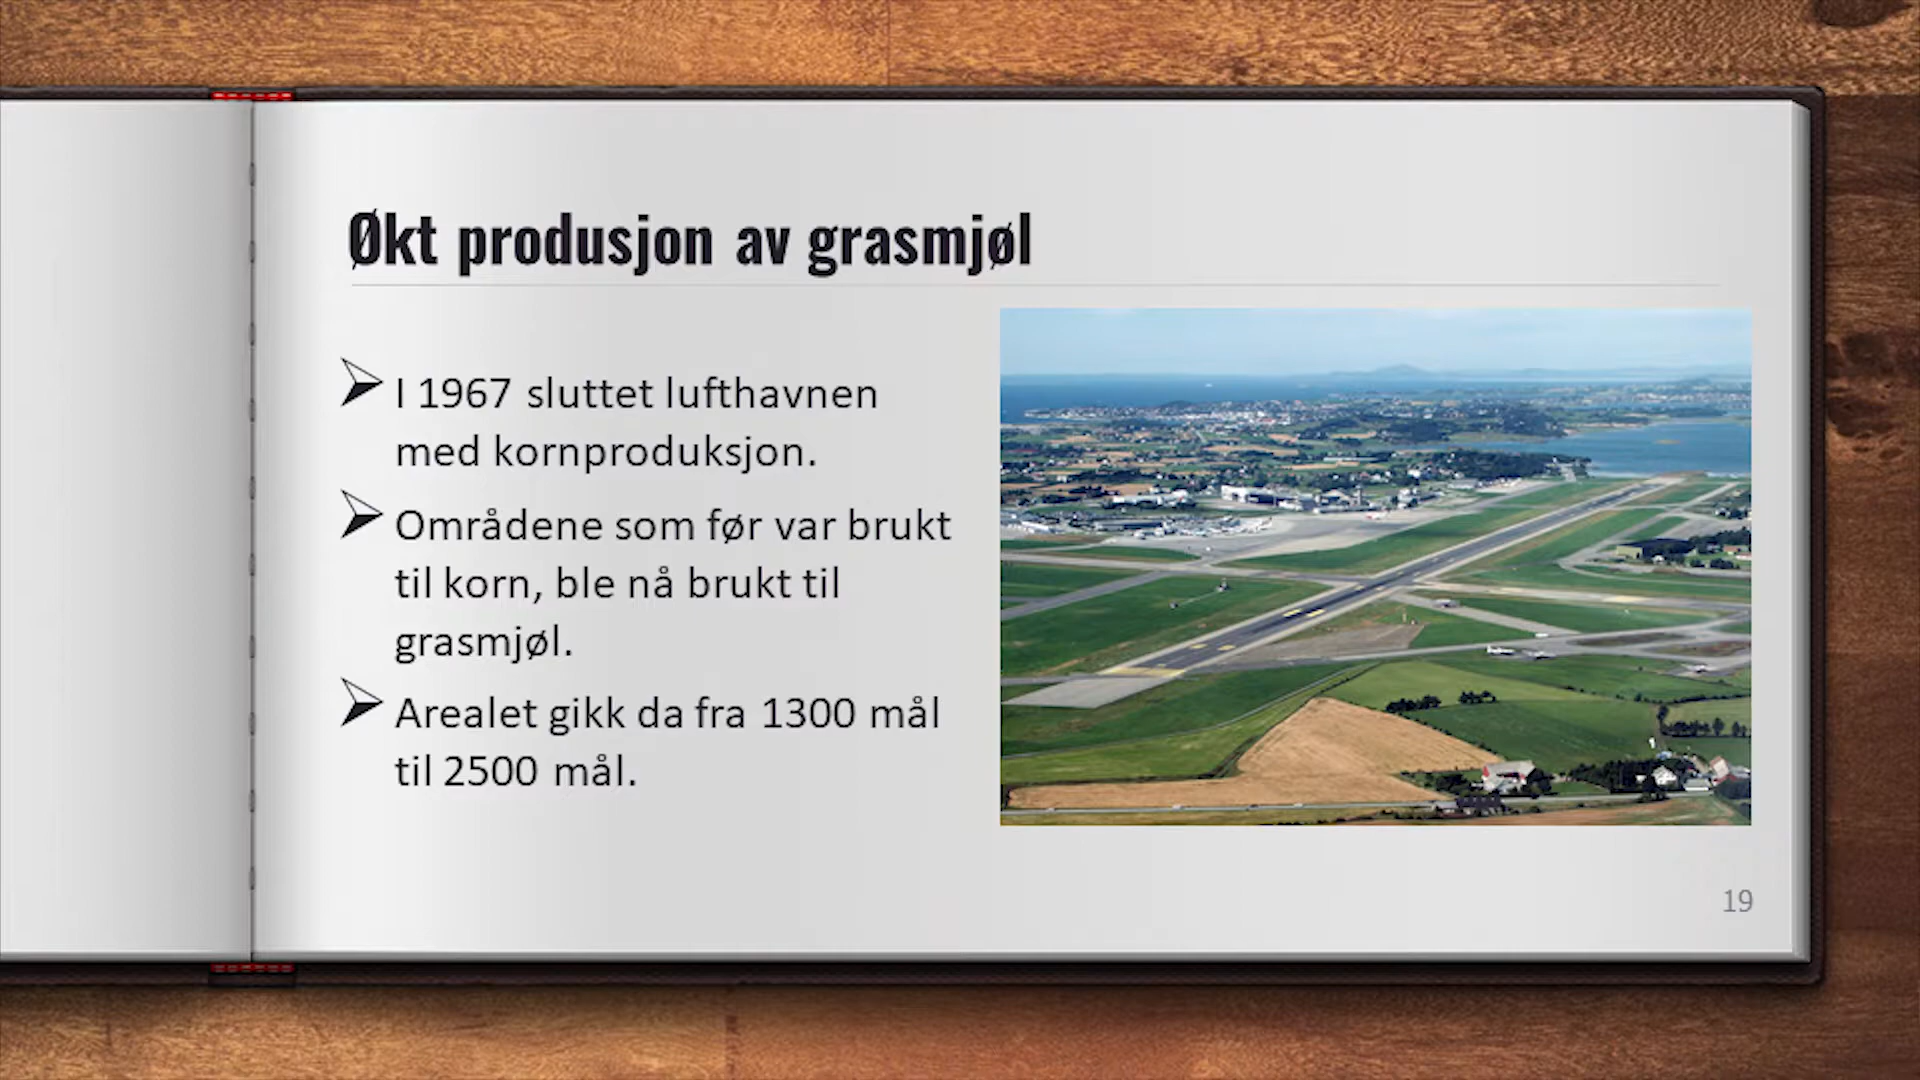 Økt produsjon av grasmjøl
I 1967 sluttet lufthavnen
med kornproduksjon.
Områdene som før var brukt
til korn, ble nå brukt til
grasmjøl.
Arealet gikk da fra 1300 mål
til 2500 mål.
19